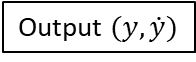 Output (y, ẏ)